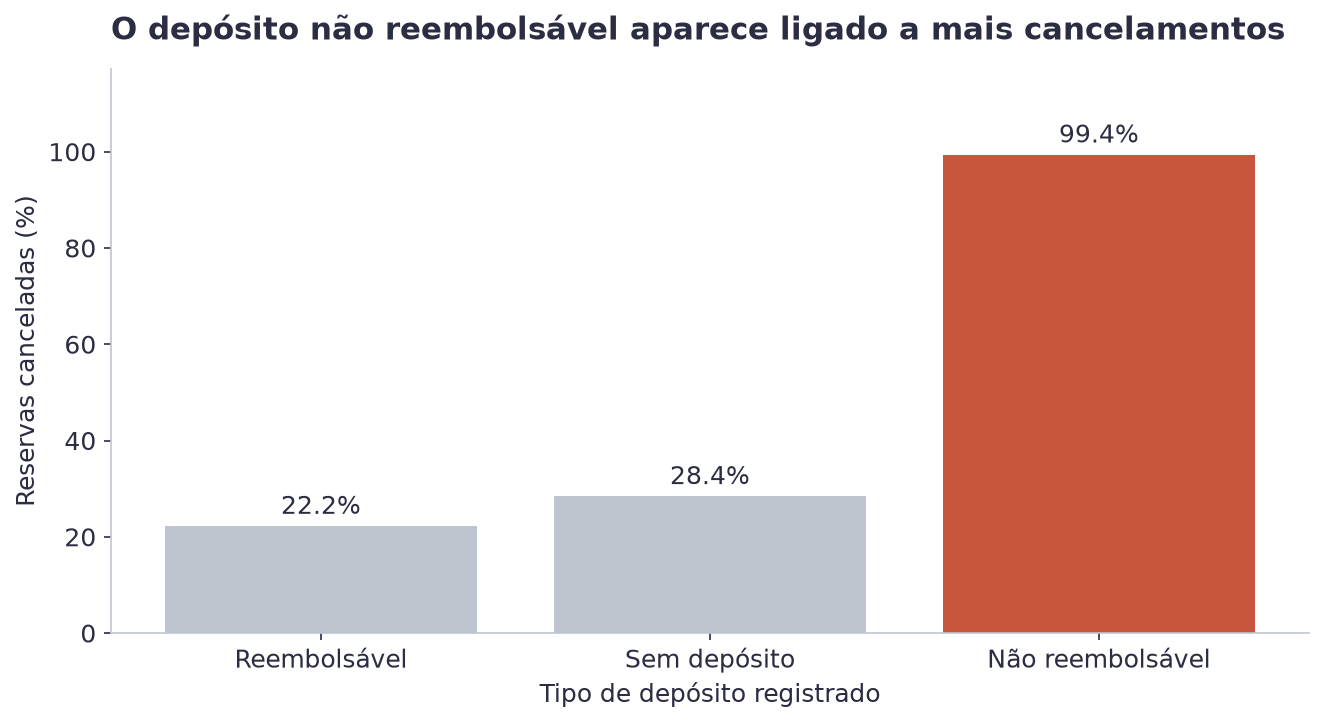 O depósito não reembolsável aparece ligado a mais cancelamentos
Reservas canceladas (%)
100
80
60
40
20
0
22.2%
28.4%
99.4%
Reembolsável
Sem depósito
Não reembolsável
Tipo de depósito registrado